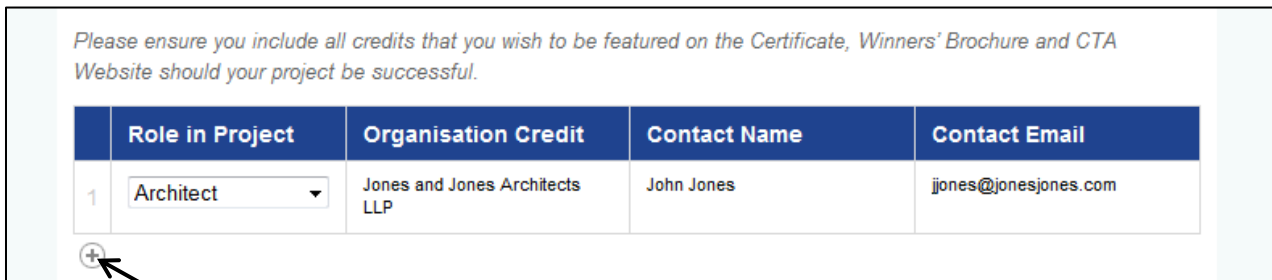 Please ensure you include all credits that you wish to be featured on the Certificate, Winners' Brochure and CTA
Website should your project be successful.
Role in Project Organisation Credit Contact Name Contact Email
1 Architect Jones and Jones Architects John Jones jjones@jonesjones.com
LLP